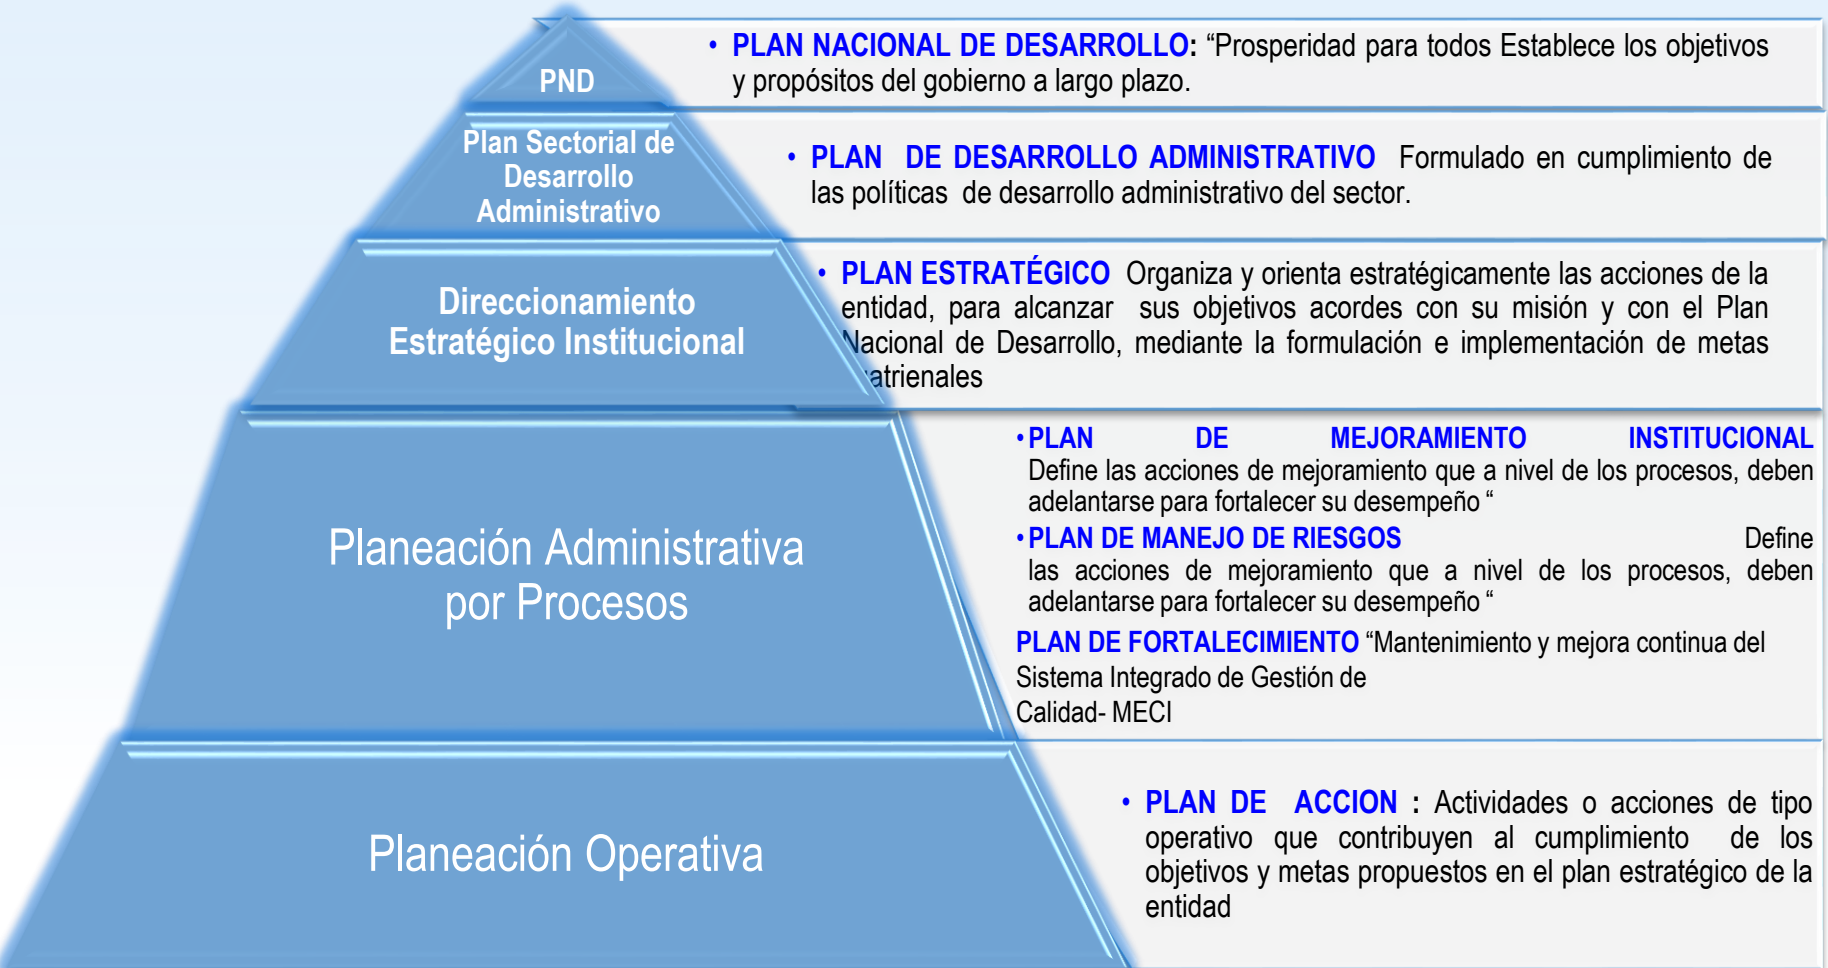 PND
• PLAN NACIONAL DE DESARROLLO: “Prosperidad para todos Establece los objetivos
y propósitos del gobierno a largo plazo.
Plan Sectorial de
Desarrollo
Administrativo
• PLAN DE DESARROLLO ADMINISTRATIVO Formulado en cumplimiento de
las políticas de desarrollo administrativo del sector.
Direccionamiento
Estratégico Institucional
• PLAN ESTRATÉGICO Organiza y orienta estratégicamente las acciones de la
entidad, para alcanzar sus objetivos acordes con su misión y con el Plan
Nacional de Desarrollo, mediante la formulación e implementación de metas
Planeación Administrativa
por Procesos
• PLAN DE MEJORAMIENTO INSTITUCIONAL
Define las acciones de mejoramiento que a nivel de los procesos, deben
adelantarse para fortalecer su desempeño “
• PLAN DE MANEJO DE RIESGOS Define
las acciones de mejoramiento que a nivel de los procesos, deben
adelantarse para fortalecer su desempeño “
PLAN DE FORTALECIMIENTO “Mantenimiento y mejora continua del
Sistema Integrado de Gestión de
Calidad- MECI
Planeación Operativa
• PLAN DE ACCION : Actividades o acciones de tipo
operativo que contribuyen al cumplimiento de los
objetivos y metas propuestos en el plan estratégico de la
entidad